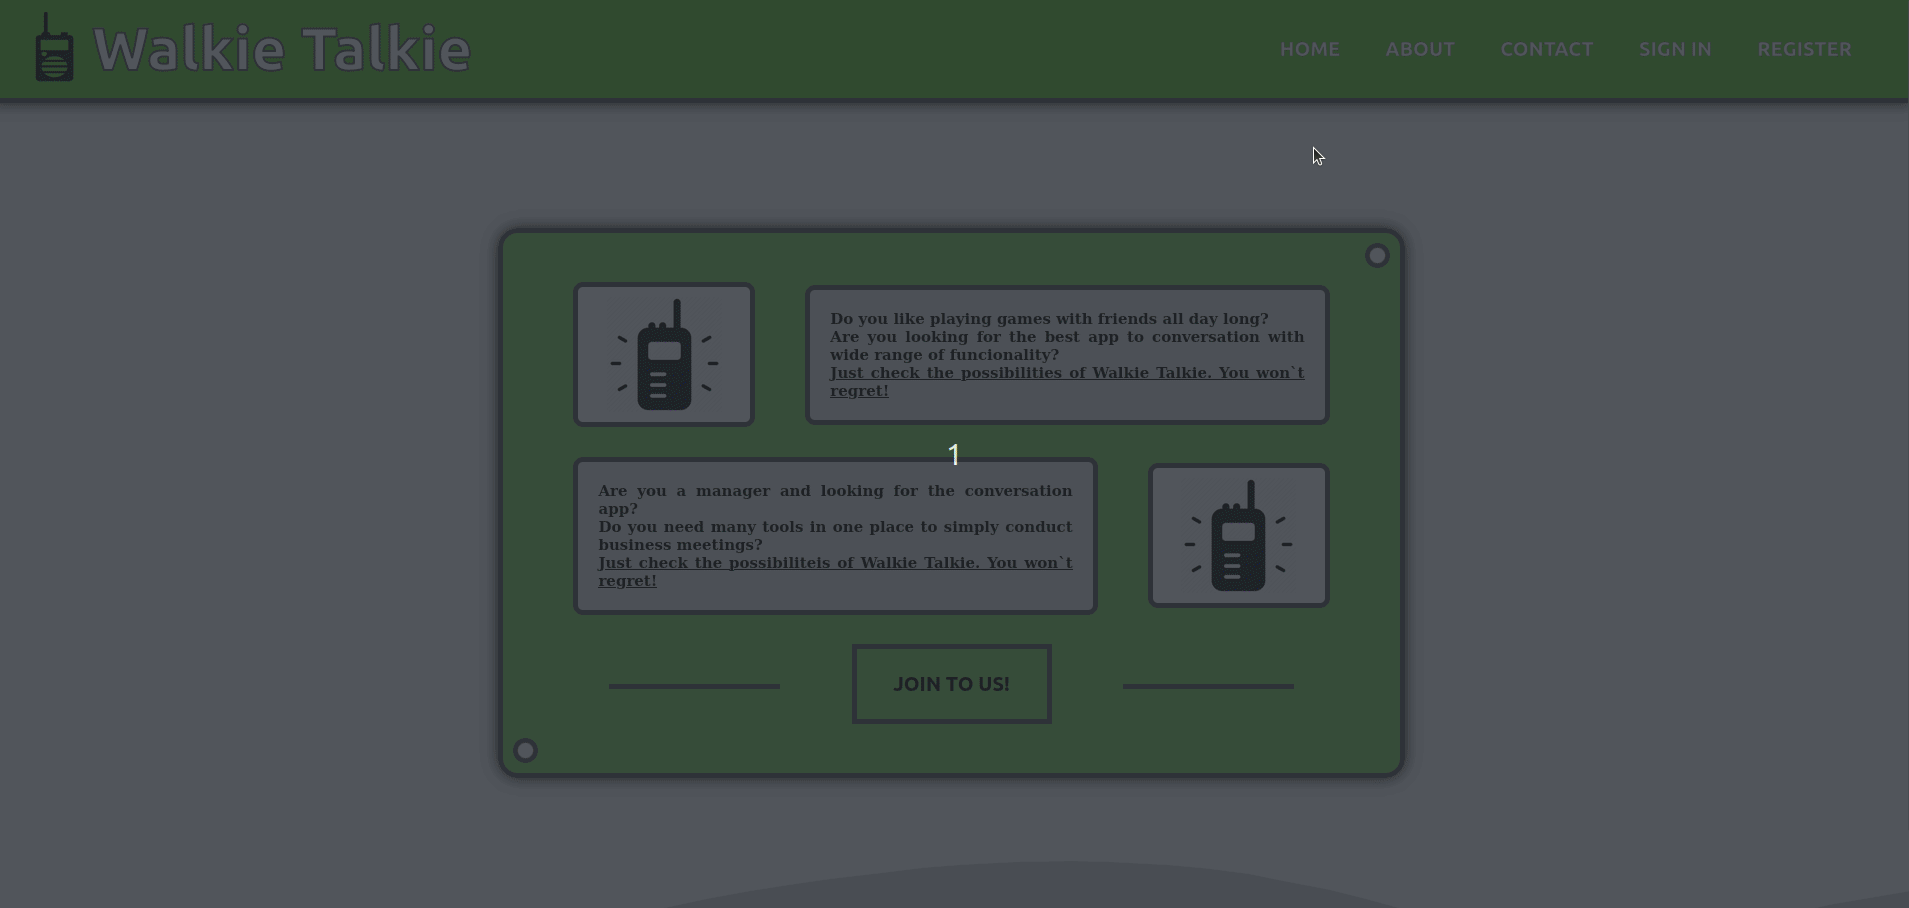 Walkie Talkie
HOME ABOUT CONTACT SIGN IN REGISTER
Do you like playing games with friends all day long?
Are you looking for the best app to conversation with
wide range of funcionality?
Just check the possibilities of Walkie Talkie. You won`t
regret!
1
Are you a manager and looking for the conversation
app?
Do you need many tools in one place to simply conduct
business meetings?
Just check the possibiliteis of Walkie Talkie. You won`t
regret!
JOIN TO US!